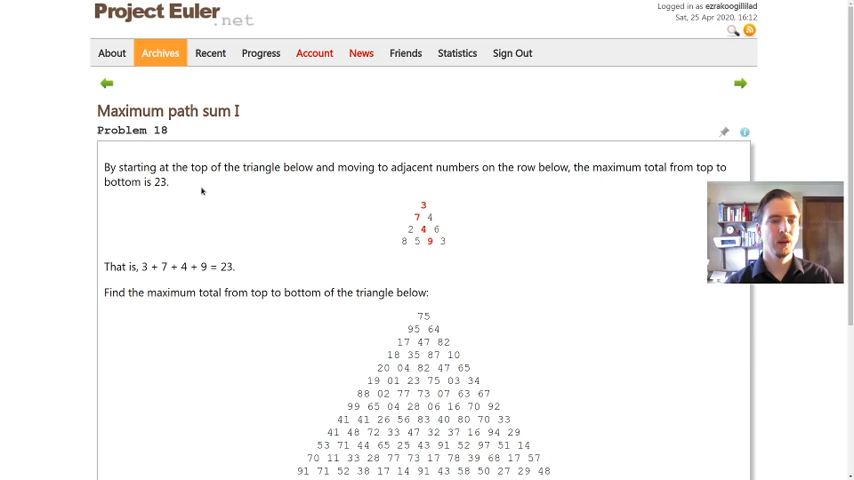 Project Euler
.net
Logged in as ezrakoogillilad
Sat, 25 Apr 2020, 16:12
About Archives Recent Progress Account News Friends Statistics Sign Out
Maximum path sum I
Problem 18
By starting at the top of the triangle below and moving to adjacent numbers on the row below, the maximum total from top to
bottom is 23.
3
7 4
2 4 6
8 5 9 3
That is, 3 + 7 + 4 + 9 = 23.
Find the maximum total from top to bottom of the triangle below:
75
95 64
17 47 82
18 35 87 10
20 04 82 47 65
19 01 23 75 03 34
88 02 77 73 07 63 67
99 65 04 28 06 16 70 92
41 41 26 56 83 40 80 70 33
41 48 72 33 47 32 37 16 94 29
53 71 44 65 25 43 91 52 97 51 14
70 11 33 28 77 73 17 78 39 68 17 57
91 71 52 38 17 14 91 43 58 50 27 29 48